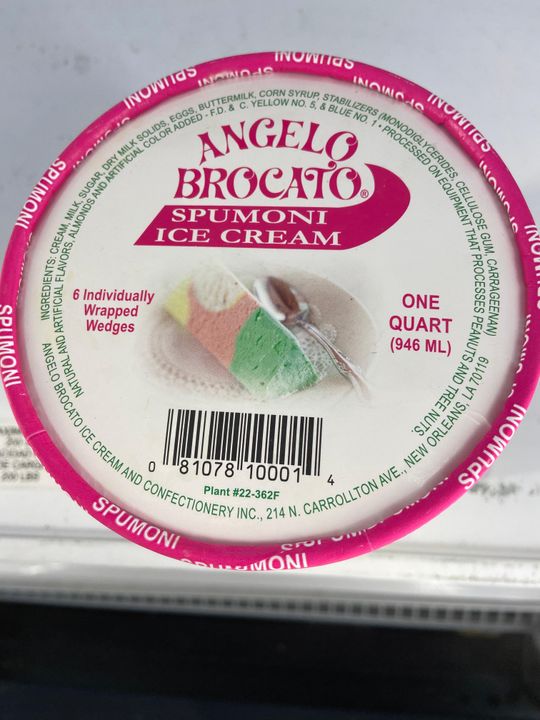 INGREDIENTS: CREAM, MILK, SUGAR, DRY MILK SOLIDS, EGGS, BUTTERMILK, CORN SYRUP, STABILIZERS (MONODIGLYCERIDES, CELLULOSE GUM, CARRAGEENAN)
NATURAL AND ARTIFICIAL FLAVORS, ALMONDS AND ARTIFICIAL COLOR ADDED - F.D. & C. YELLOW NO. 5, & BLUE NO. 1 • PROCESSED ON EQUIPMENT THAT PROCESSES PEANUTS AND TREE NUTS
ANGELO
BROCATO®
SPUMONI
ICE CREAM
6 Individually
Wrapped
Wedges
ONE
QUART
(946 ML)
0 81078 10001 4
Plant #22-362F
ANGELO BROCATO ICE CREAM AND CONFECTIONERY INC., 214 N. CARROLLTON AVE., NEW ORLEANS, LA 70119
SPUMONI
SPUMONI
SPUMONI
SPUMONI
SPUMONI
SPUMONI
SPUMONI